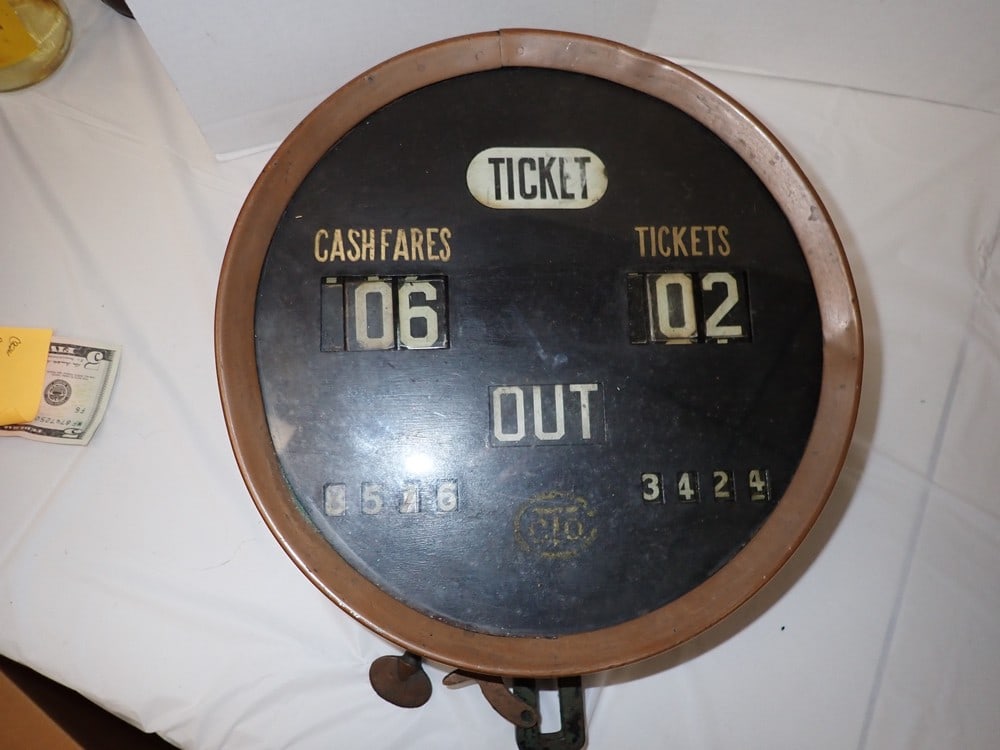 TICKET
CASH FARES TICKETS
06 02
OUT
3424